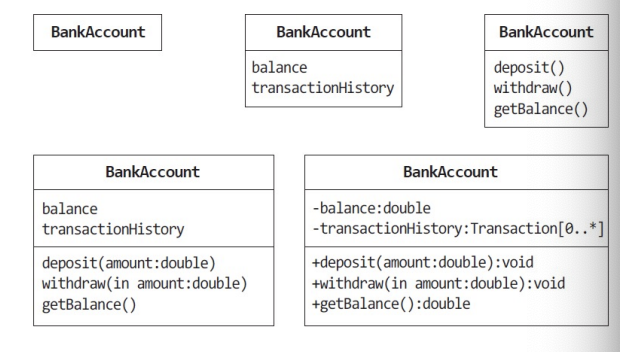 BankAccount
BankAccount
balance
transactionHistory
BankAccount
deposit()
withdraw()
getBalance()
BankAccount
balance
transactionHistory
deposit(amount:double)
withdraw(in amount:double)
getBalance()
BankAccount
-balance:double
-transactionHistory:Transaction[0..*]
+deposit(amount:double):void
+withdraw(in amount:double):void
+getBalance():double